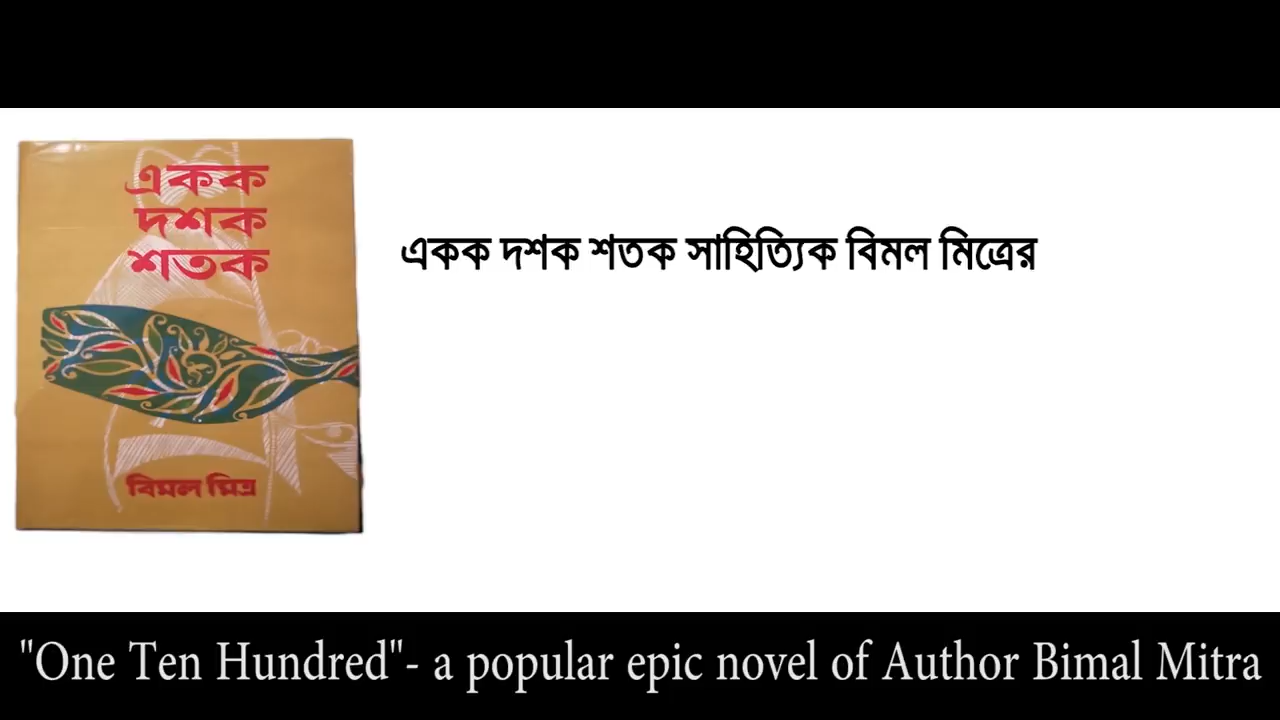 একক
দশক
শতক
বিমল মিত্র
একক দশক শতক সাহিত্যিক বিমল মিত্রের
"One Ten Hundred"- a popular epic novel of Author Bimal Mitra